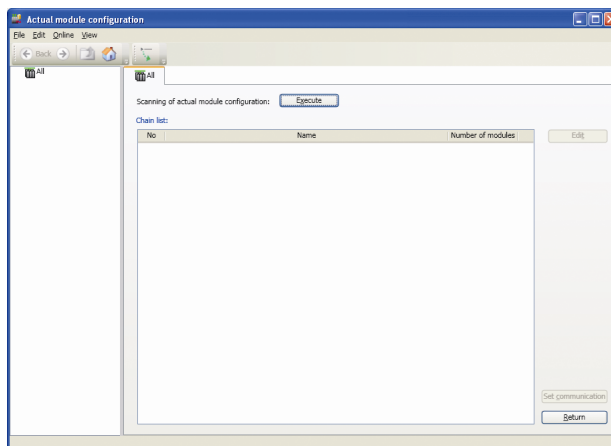 Actual module configuration
File Edit Online View
Back
All
All
Scanning of actual module configuration: Execute
Chain list:
No Name Number of modules
Edit
Set communication
Return